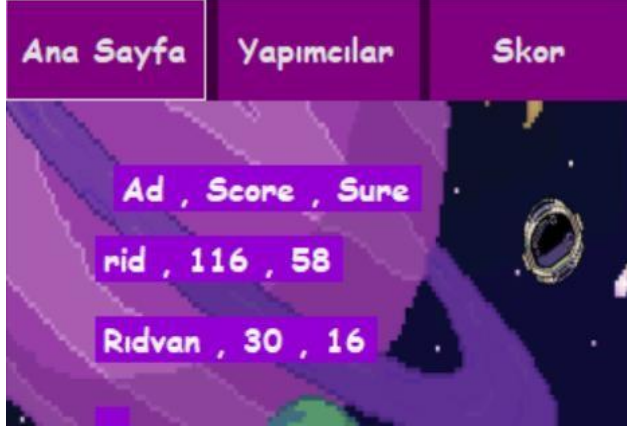 Ana Sayfa Yapımcılar Skor
Ad , Score , Sure
rid , 116 , 58
Rıdvan , 30 , 16